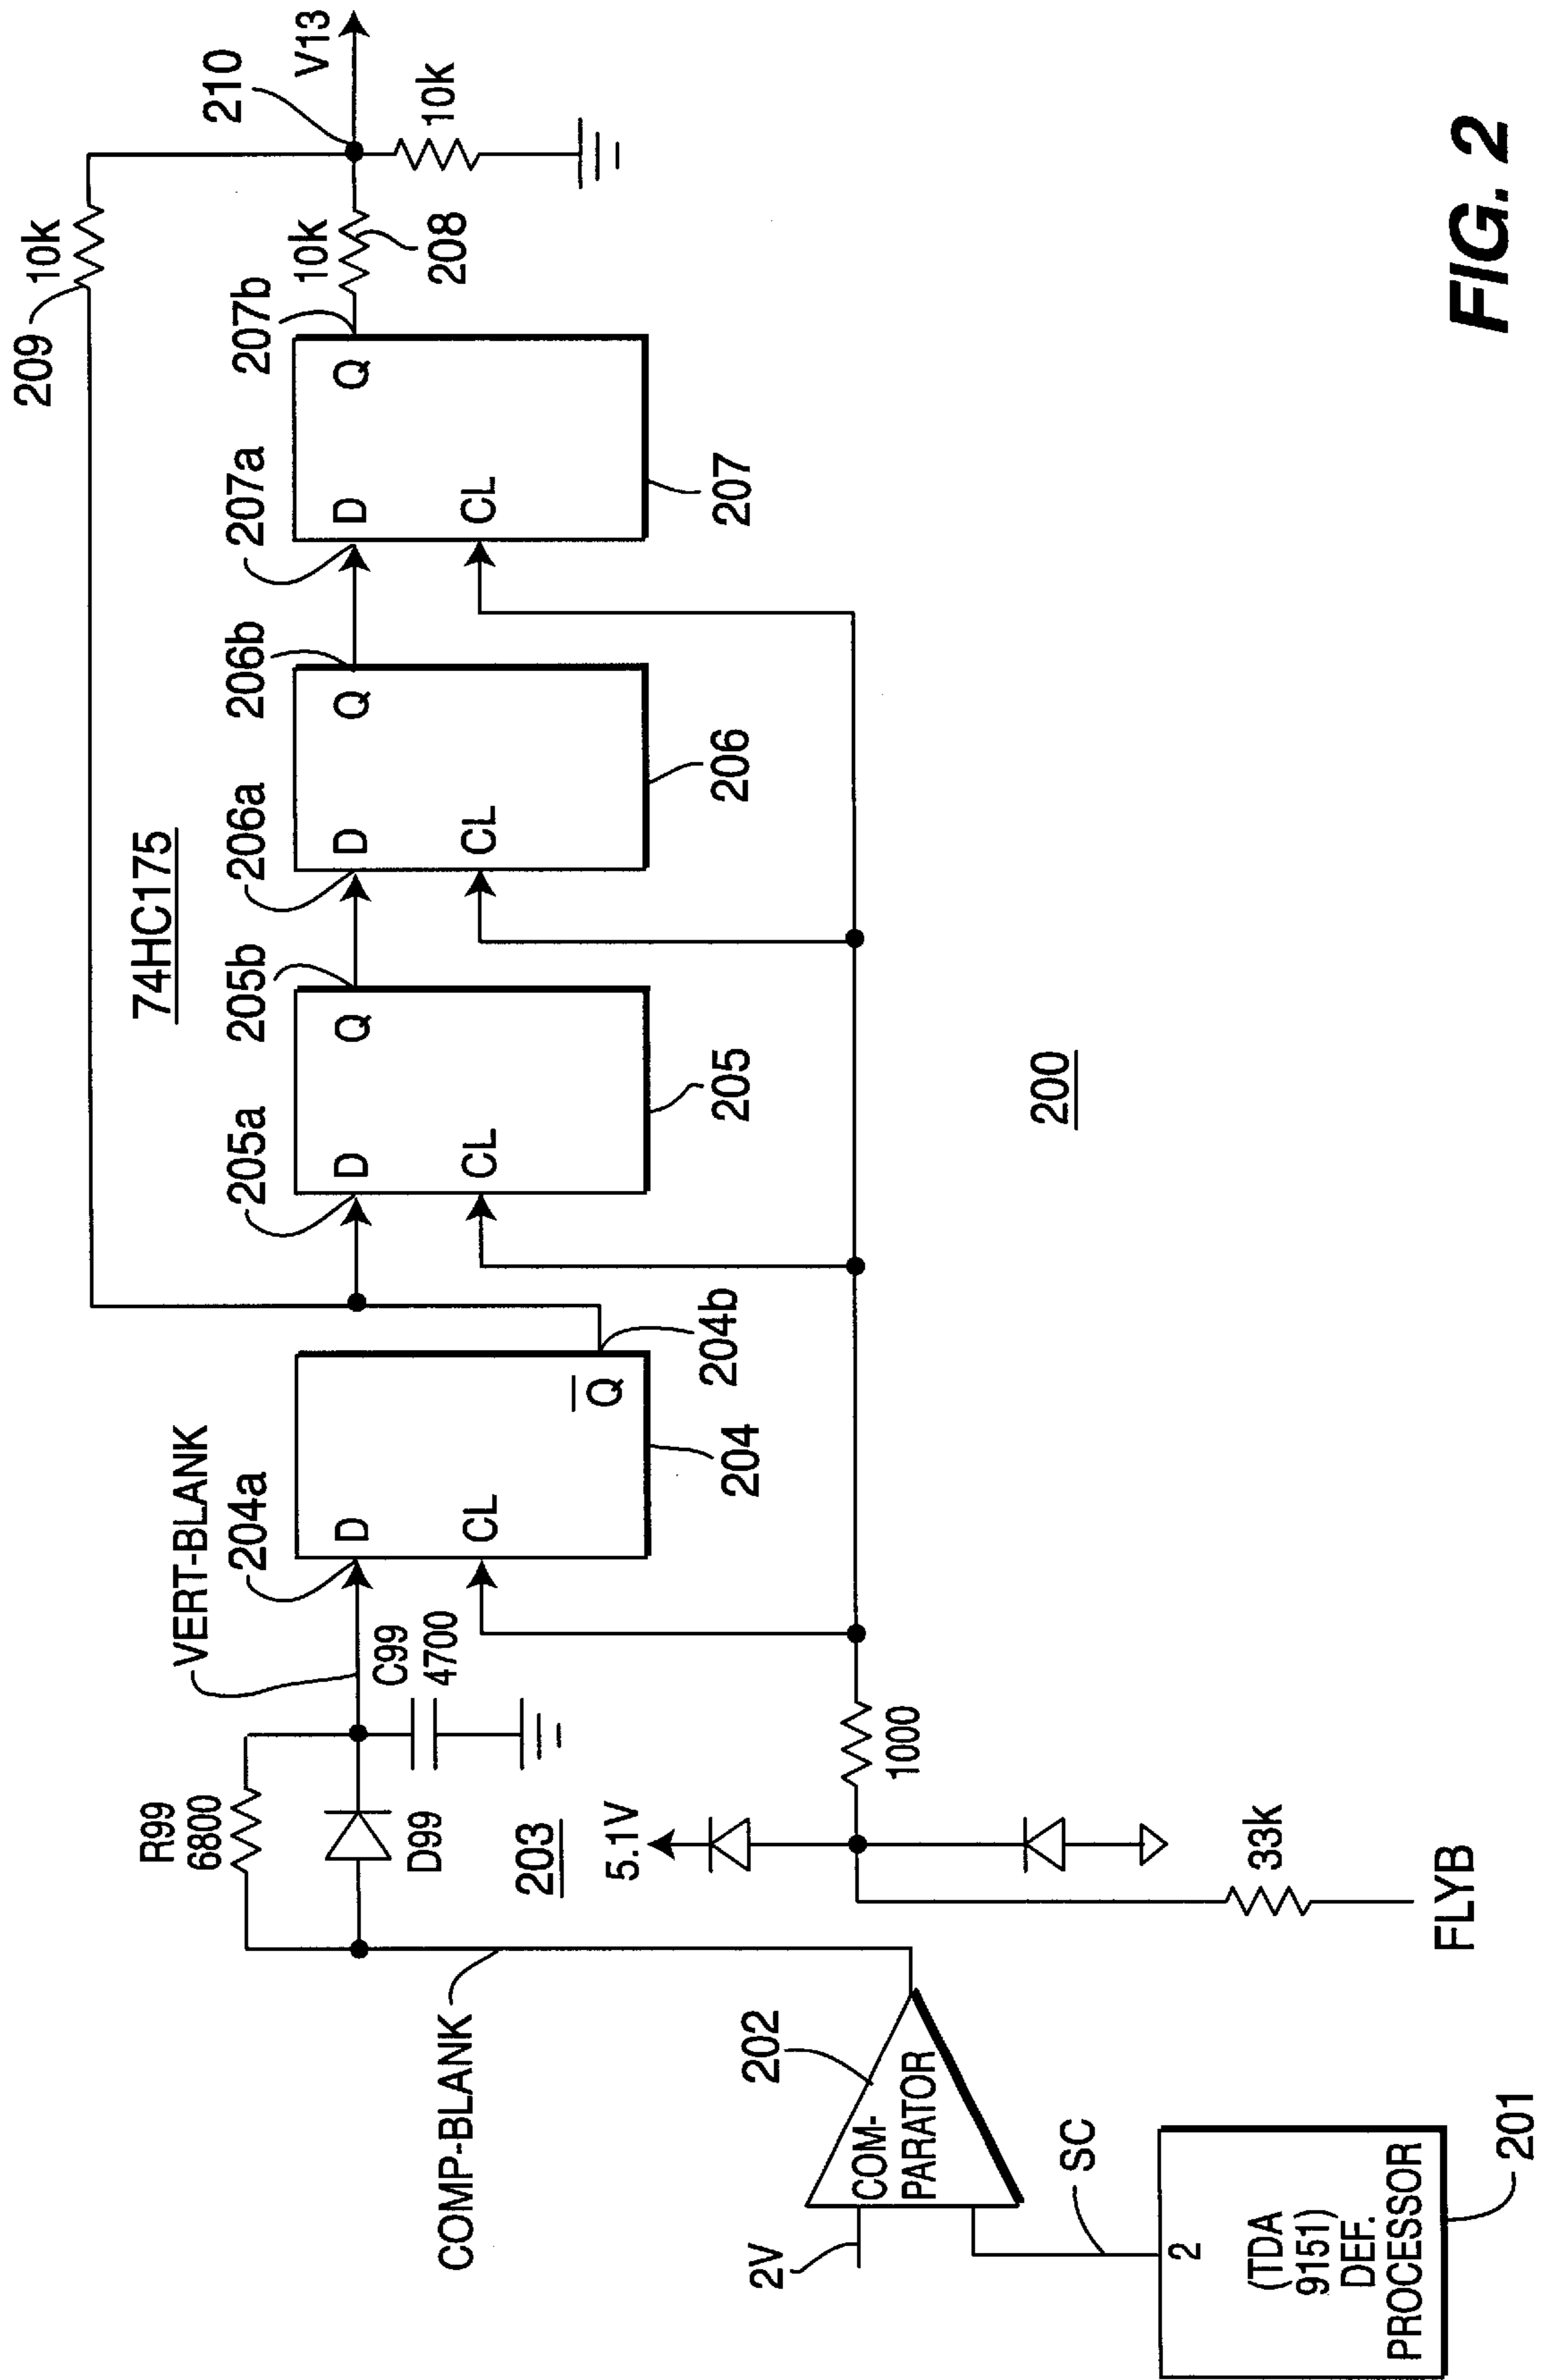 209
10k
210
V13
74HC175
VERT-BLANK
204a
205a
205b
206a
206b
207a
207b
10k
208
10k
R99
6800
D99
C99
4700
203
D
CL
Q
204
204b
D
Q
CL
205
D
Q
CL
206
D
Q
CL
207
COMP-BLANK
5.1V
1000
33k
FLYB
200
202
COM-
PARATOR
2V
SC
2
(TDA
9151)
DEF.
PROCESSOR
201
FIG. 2